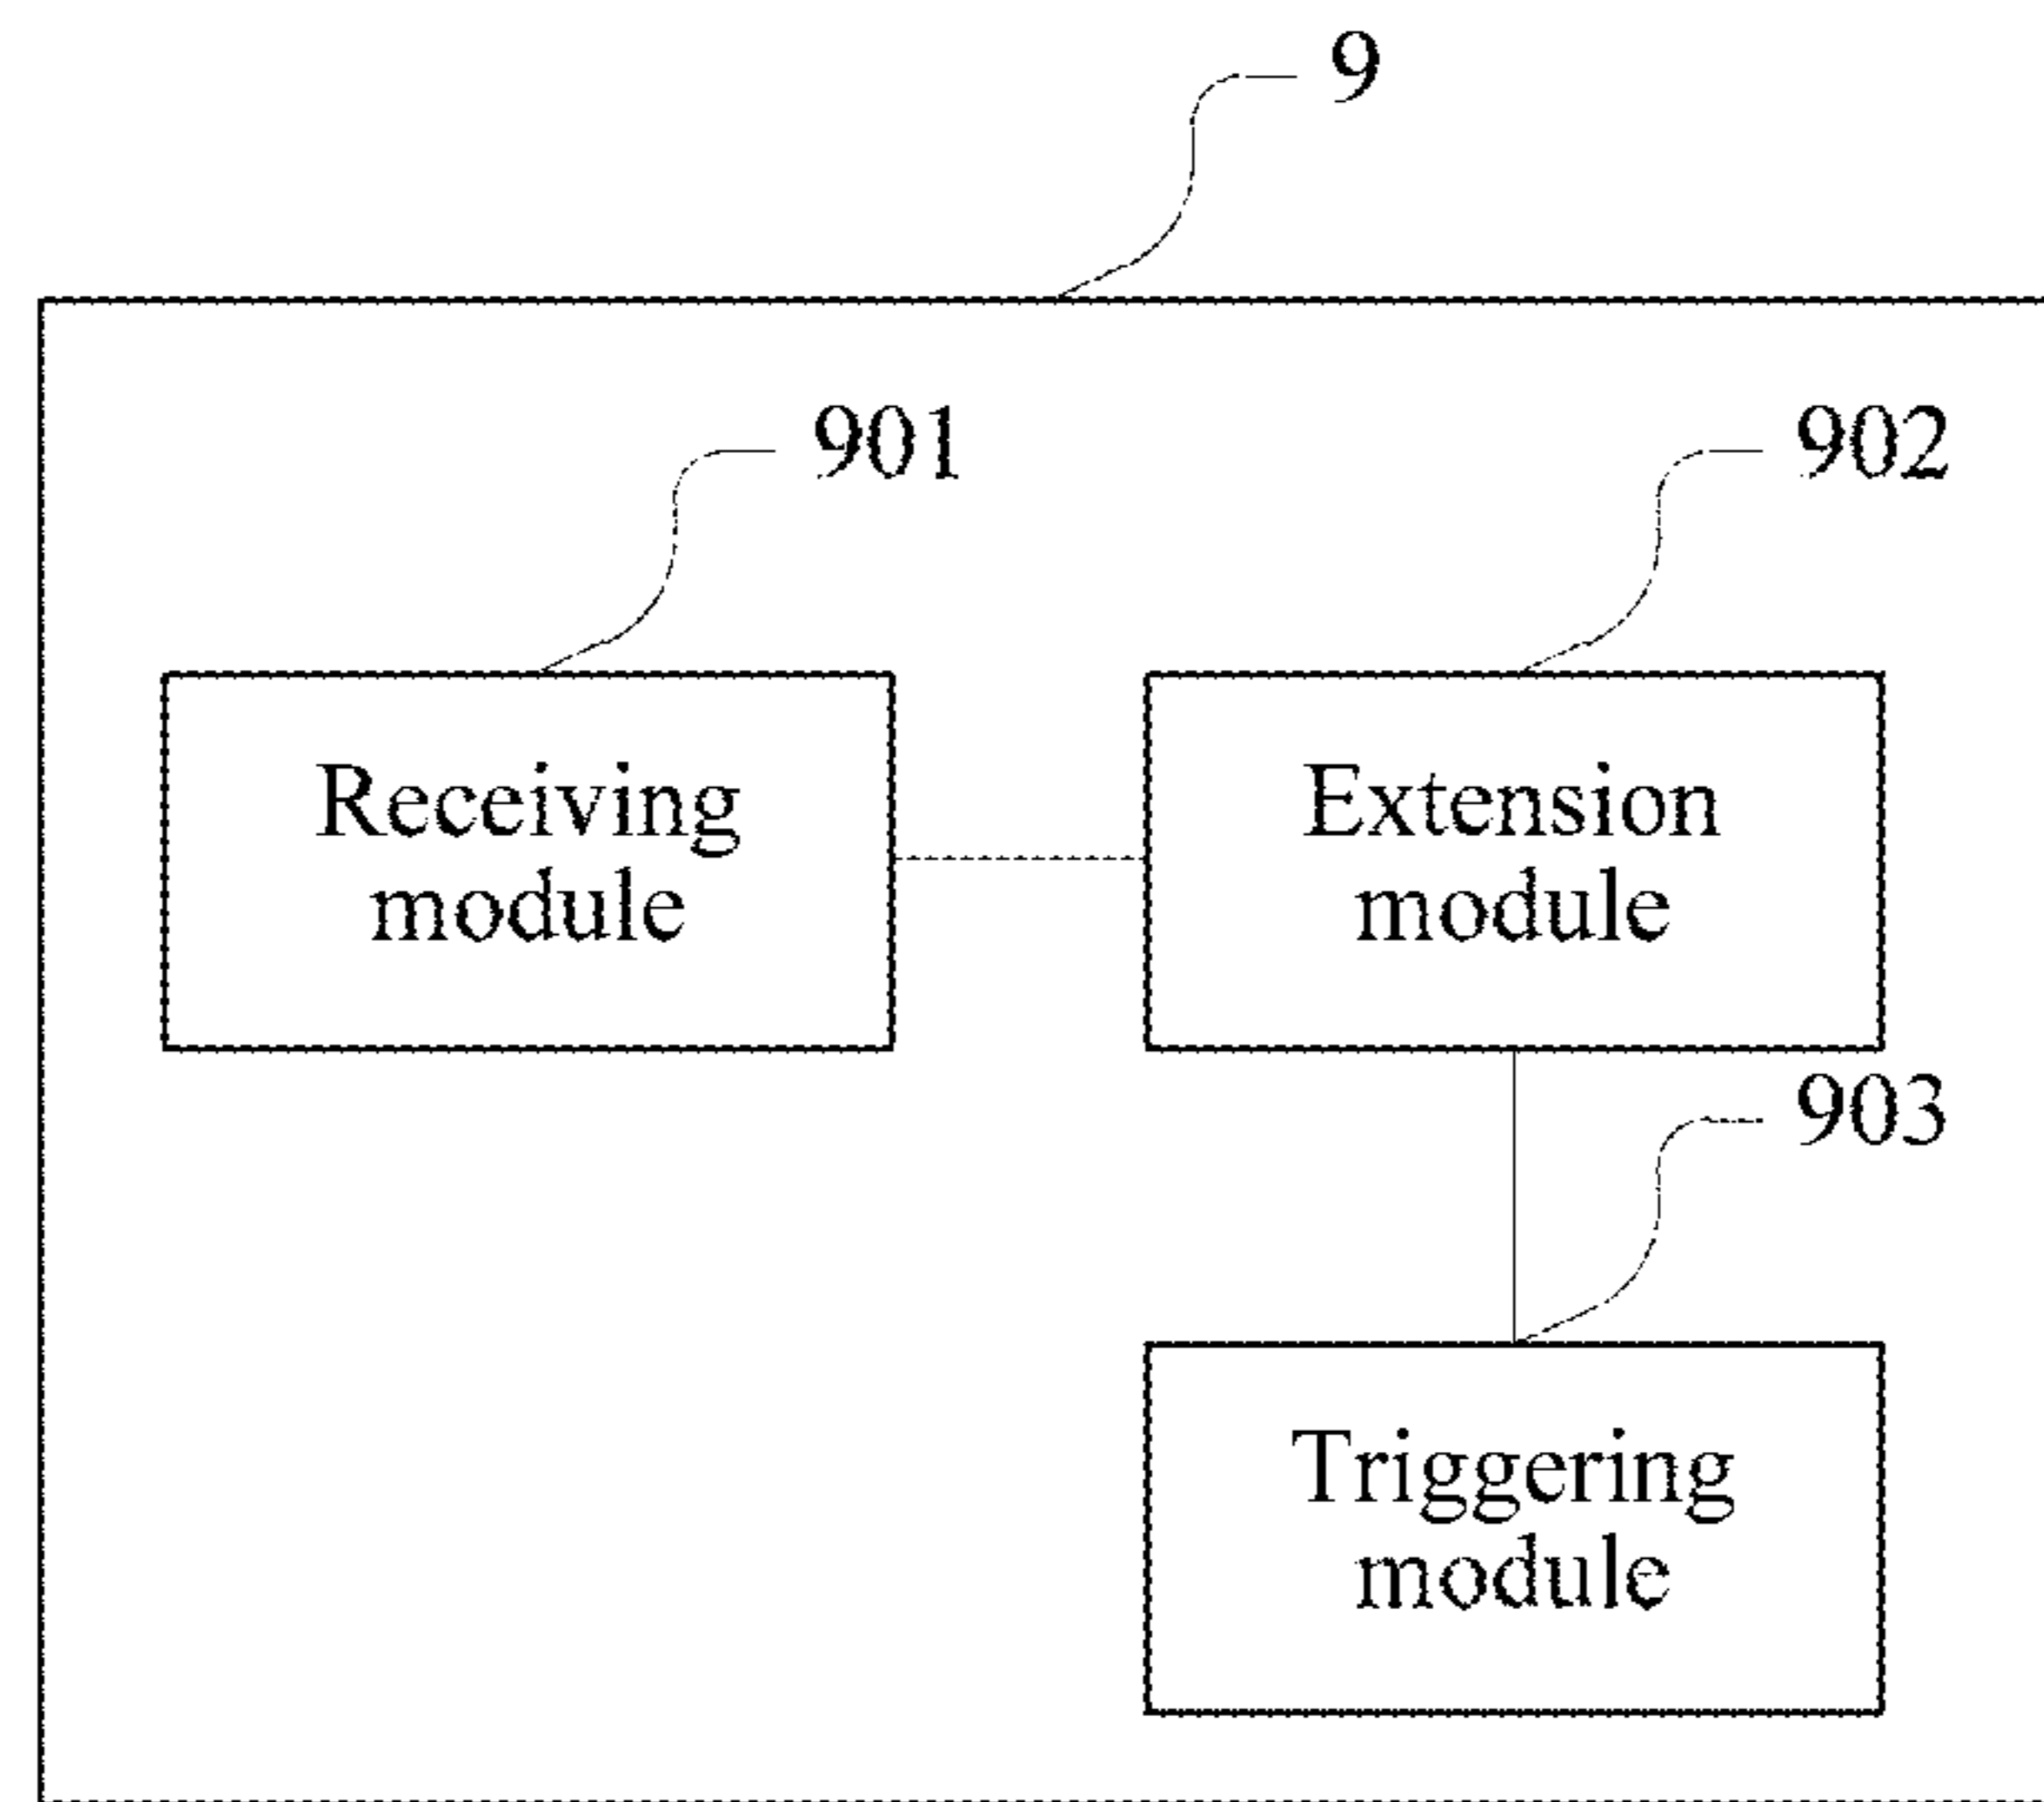 9
901
902
Receiving
module
Extension
module
903
Triggering
module